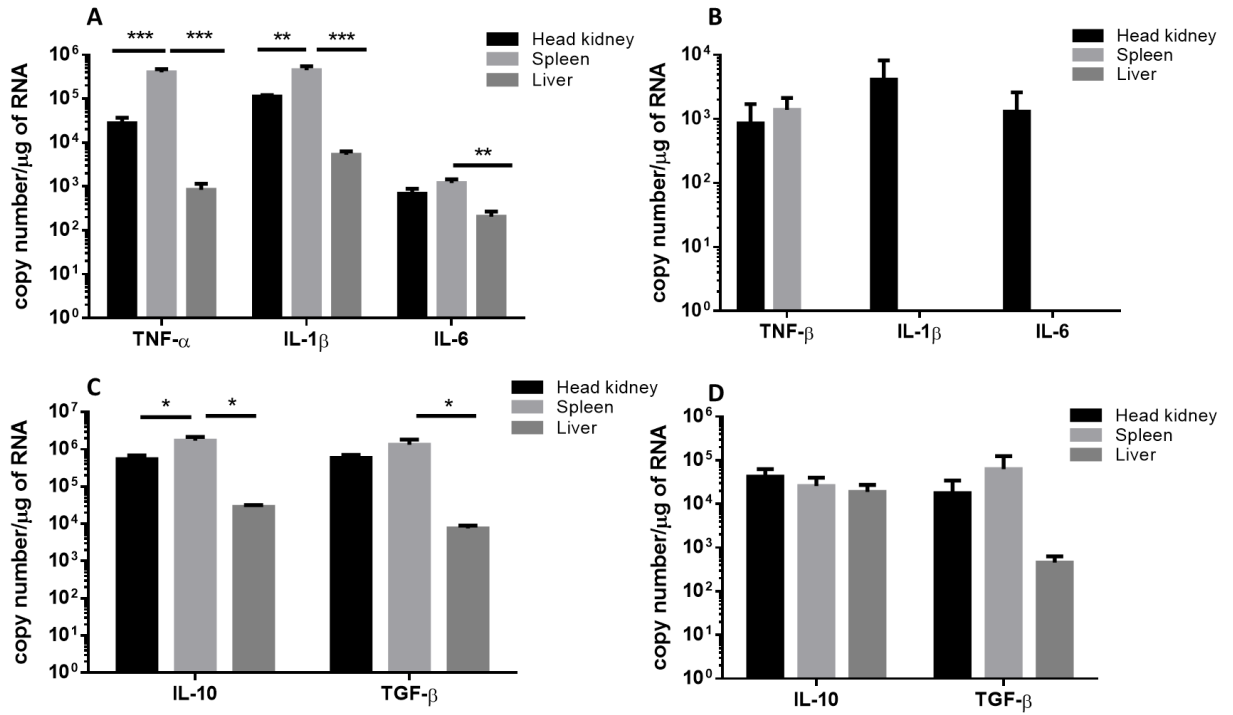 A
*** *** ** *** **
copy number/μg of RNA
10⁶
10⁵
10⁴
10³
10²
10¹
10⁰
TNF-α IL-1β IL-6
Head kidney
Spleen
Liver
B
copy number/μg of RNA
10⁴
10³
10²
10¹
10⁰
TNF-β IL-1β IL-6
Head kidney
Spleen
Liver
C
* * *
copy number/μg of RNA
10⁷
10⁶
10⁵
10⁴
10³
10²
10¹
10⁰
IL-10 TGF-β
Head kidney
Spleen
Liver
D
copy number/μg of RNA
10⁶
10⁵
10⁴
10³
10²
10¹
10⁰
IL-10 TGF-β
Head kidney
Spleen
Liver